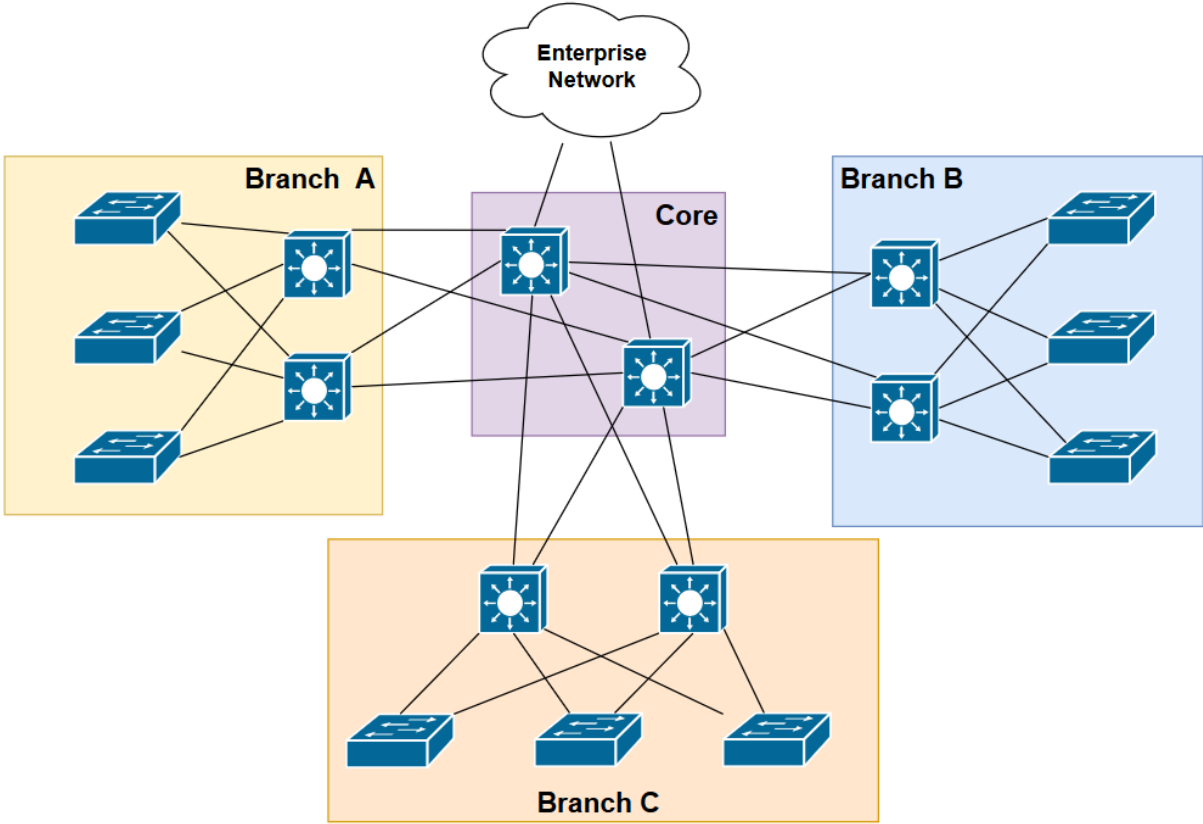 Enterprise
Network
Branch A
Core
Branch B
Branch C